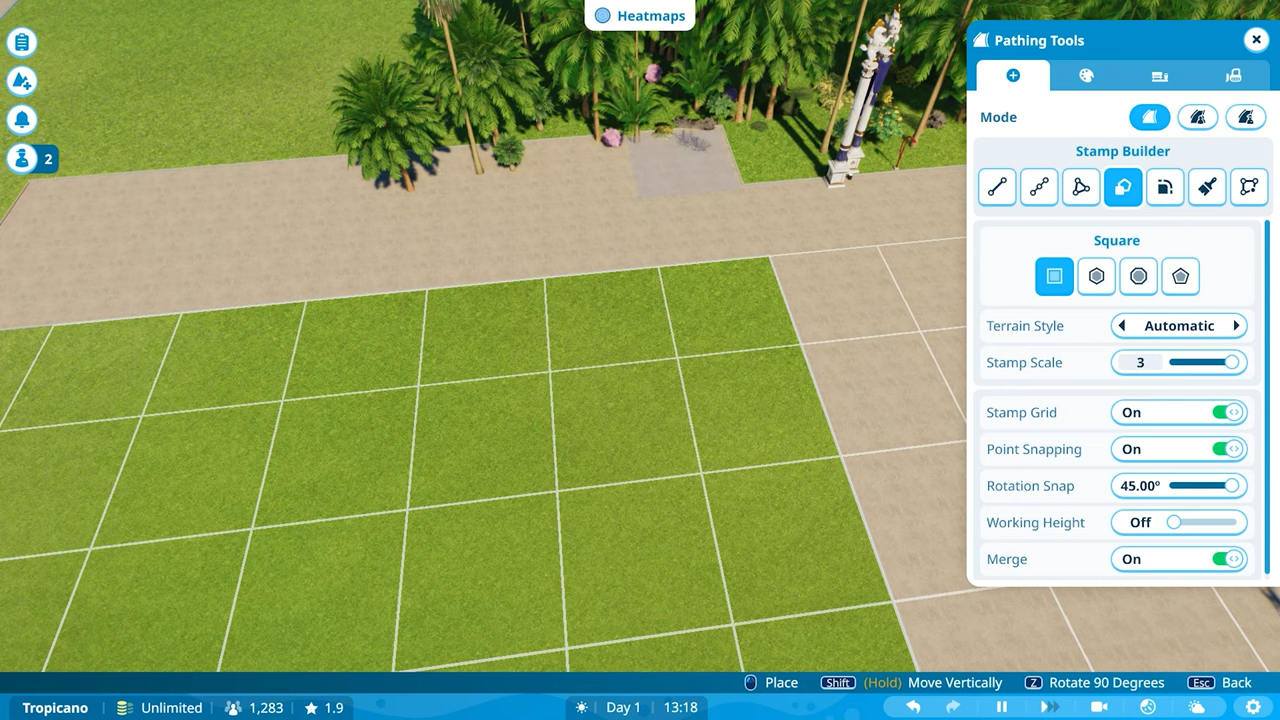 Heatmaps
2
Pathing Tools
Mode
Stamp Builder
Square
Terrain Style Automatic
Stamp Scale 3
Stamp Grid On
Point Snapping On
Rotation Snap 45.00º
Working Height Off
Merge On
Place Shift (Hold) Move Vertically Z Rotate 90 Degrees Esc Back
Tropicano Unlimited 1,283 1.9 Day 1 13:18